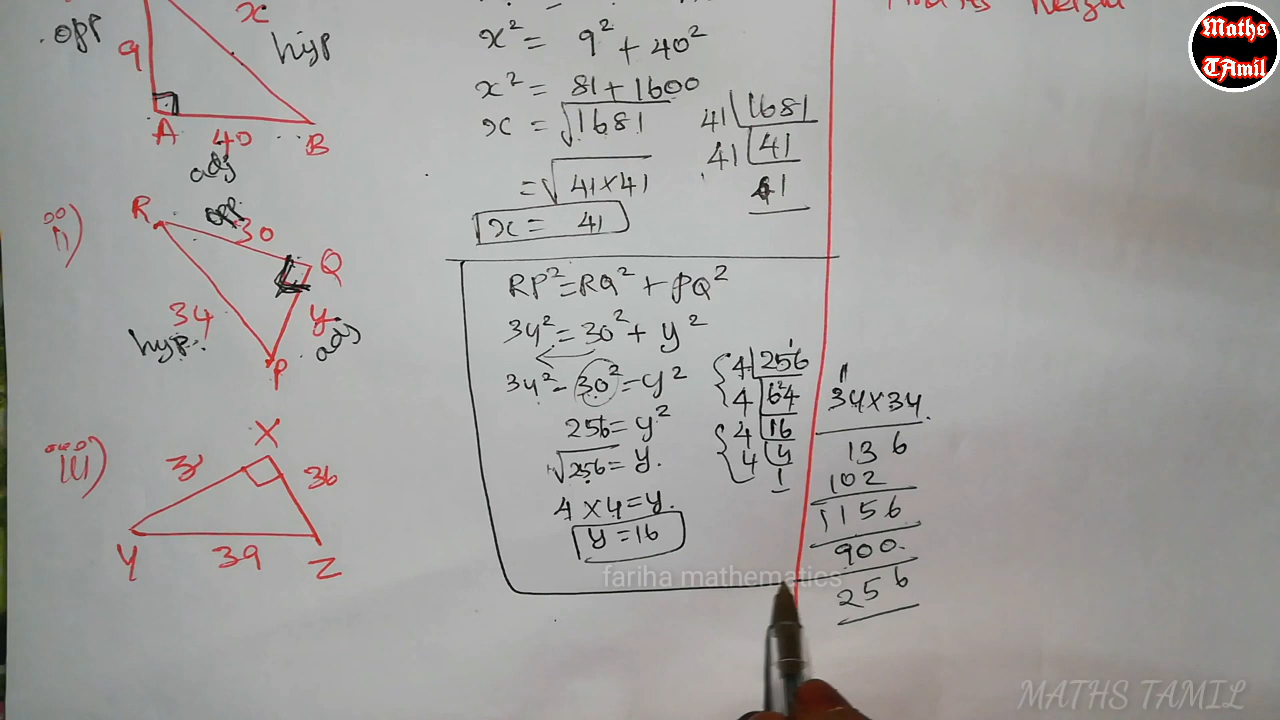 x
opp
9
hyp
A
40
B
adj
x² = 9² + 40²
x² = 81 + 1600
x = √1681
= √41×41
x = 41
41 1681
41 41
41
Maths
TAmil
ii)
R
opp
30
Q
34
hyp
y
adj
P
RP² = RQ² + PQ²
34² = 30² + y²
34² - 30² = y²
256 = y²
√256 = y.
4 × 4 = y.
y = 16
4 256
4 64
4 16
4 4
1
34×34
136
102
1156
900
256
iii)
X
36
Y
39
Z
fariha mathematics
MATHS TAMIL